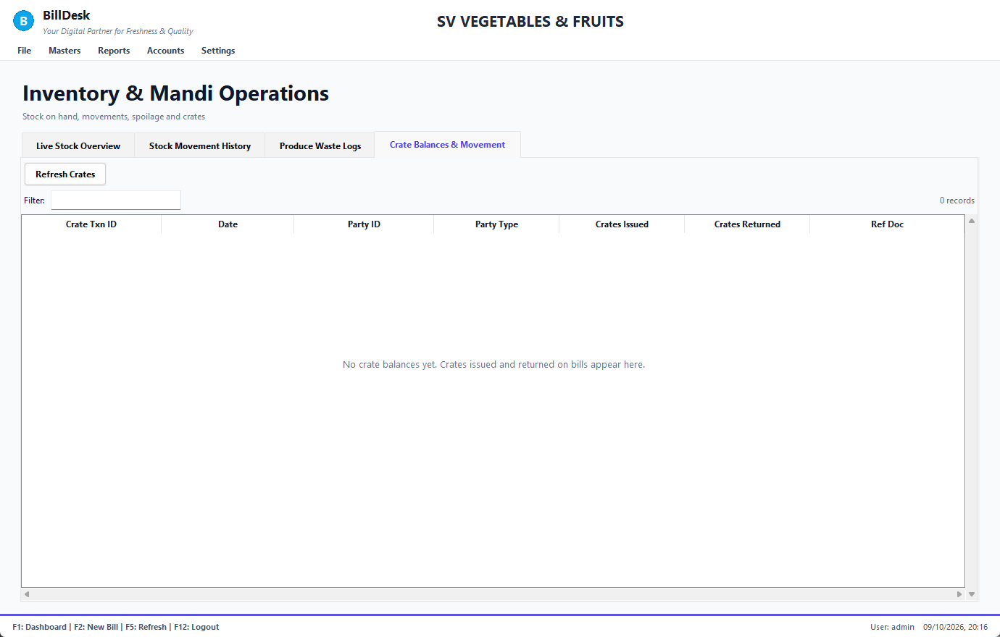 B
BillDesk
Your Digital Partner for Freshness & Quality
SV VEGETABLES & FRUITS
File Masters Reports Accounts Settings
Inventory & Mandi Operations
Stock on hand, movements, spoilage and crates
Live Stock Overview Stock Movement History Produce Waste Logs Crate Balances & Movement
Refresh Crates
Filter: 0 records
Crate Txn ID Date Party ID Party Type Crates Issued Crates Returned Ref Doc
No crate balances yet. Crates issued and returned on bills appear here.
F1: Dashboard | F2: New Bill | F5: Refresh | F12: Logout User: admin 09/10/2026, 20:16